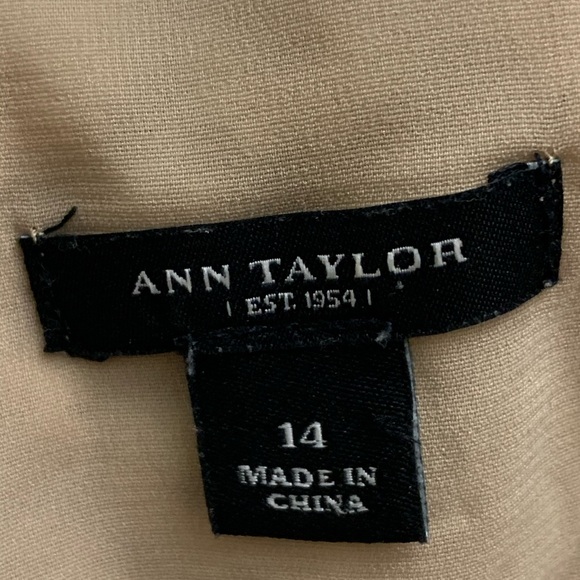 ANN TAYLOR
| EST. 1954 |
14
MADE IN
CHINA